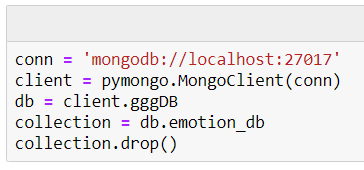 conn = 'mongodb://localhost:27017'
client = pymongo.MongoClient(conn)
db = client.gggDB
collection = db.emotion_db
collection.drop()